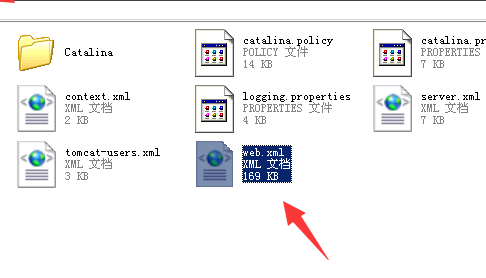 Catalina
catalina.policy
POLICY 文件
14 KB
catalina.pr
PROPERTIES
7 KB
context.xml
XML 文档
2 KB
logging.properties
PROPERTIES 文件
4 KB
server.xml
XML 文档
7 KB
tomcat-users.xml
XML 文档
3 KB
web.xml
XML 文档
169 KB